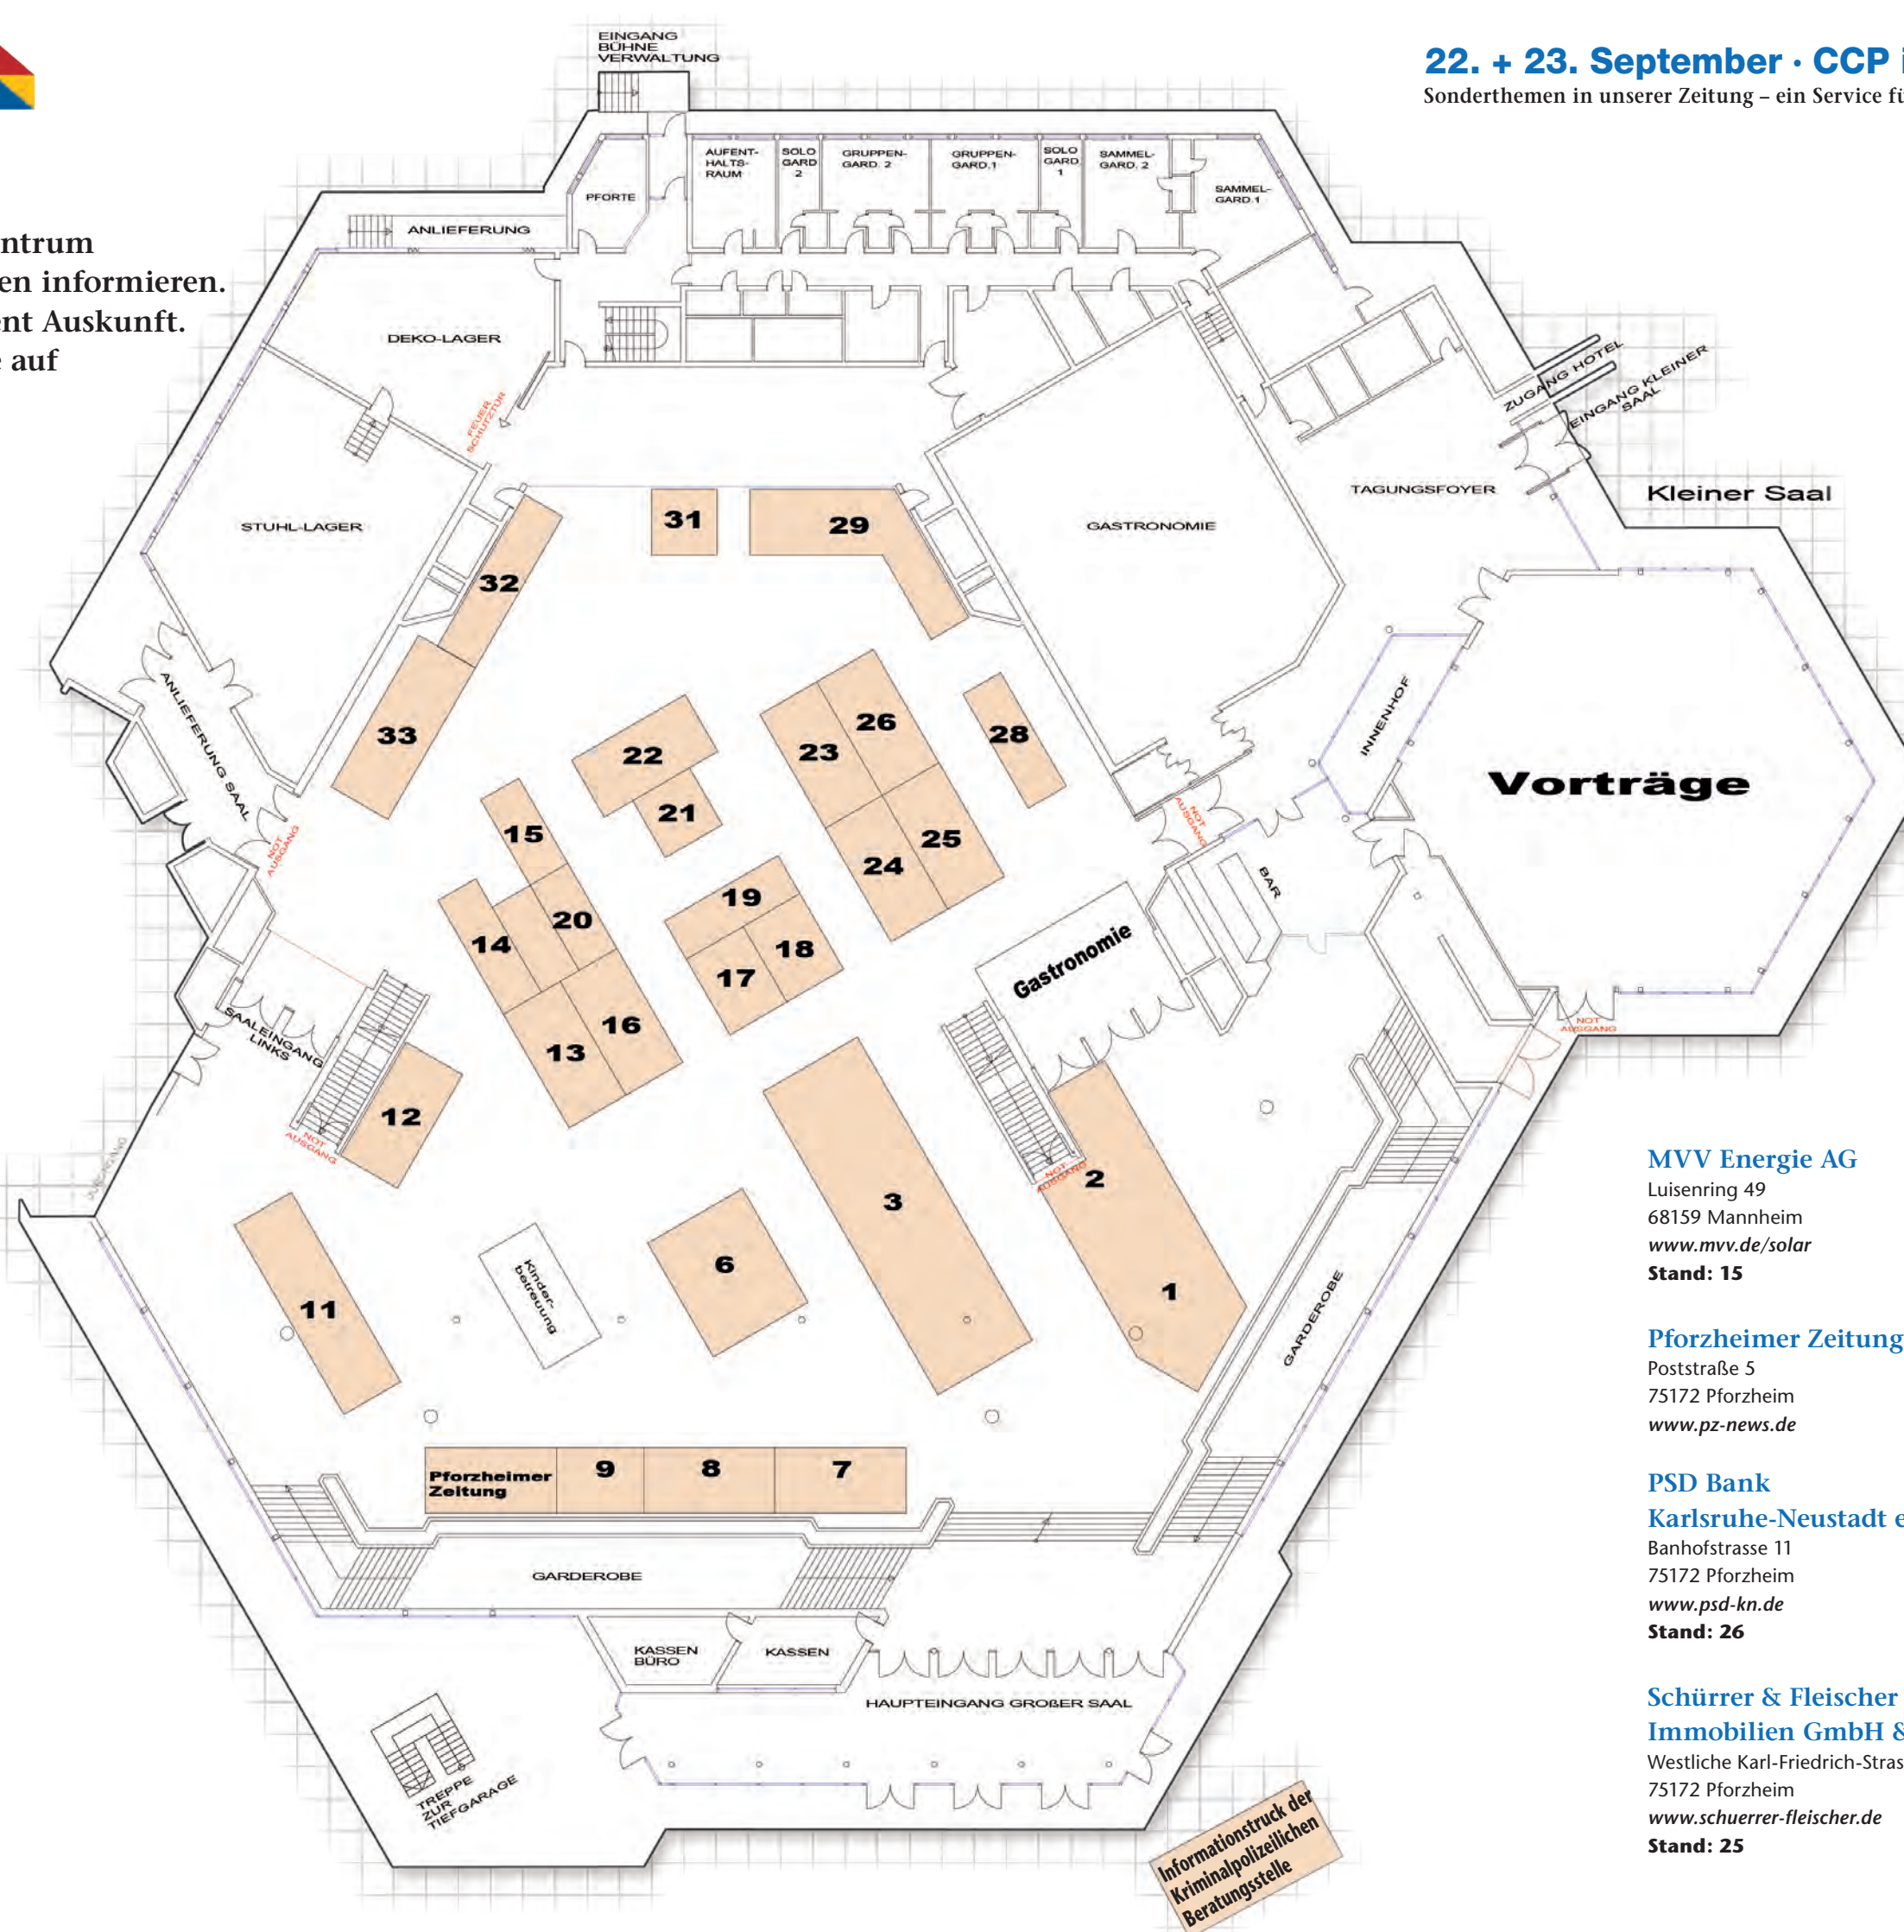 22. + 23. September · CCP i
Sonderthemen in unserer Zeitung – ein Service fü
ntrum
en informieren.
ent Auskunft.
e auf
EINGANG
BÜHNE
VERWALTUNG
PFORTE
AUFENT-
HALTS-
RAUM
SOLO
GARD
2
GRUPPEN-
GARD. 2
GRUPPEN-
GARD.1
SOLO
GARD
1
SAMMEL-
GARD. 2
SAMMEL-
GARD.1
ANLIEFERUNG
DEKO-LAGER
FEUER
SCHUTZTÜR
ZUGANG HOTEL
EINGANG KLEINER
SAAL
STUHL-LAGER
GASTRONOMIE
TAGUNGSFOYER
Kleiner Saal
31
29
32
33
ANLIEFERUNG SAAL
NOT
AUSGANG
22
21
23
26
28
24
25
INNENHOF
Vorträge
NOT
AUSGANG
BAR
15
20
14
19
18
17
16
13
Gastronomie
SAALEINGANG
LINKS
NOT
AUSGANG
12
NOT
AUSGANG
NOT
AUSGANG
3
2
1
6
11
Kinder-
betreuung
GARDEROBE
Pforzheimer
Zeitung
9
8
7
GARDEROBE
KASSEN
BÜRO
KASSEN
HAUPTEINGANG GROßER SAAL
TREPPE
ZUR
TIEFGARAGE
Informationstruck der
Kriminalpolizeilichen
Beratungsstelle
MVV Energie AG
Luisenring 49
68159 Mannheim
www.mvv.de/solar
Stand: 15
Pforzheimer Zeitung
Poststraße 5
75172 Pforzheim
www.pz-news.de
PSD Bank
Karlsruhe-Neustadt e
Banhofstrasse 11
75172 Pforzheim
www.psd-kn.de
Stand: 26
Schürrer & Fleischer
Immobilien GmbH &
Westliche Karl-Friedrich-Stras
75172 Pforzheim
www.schuerrer-fleischer.de
Stand: 25